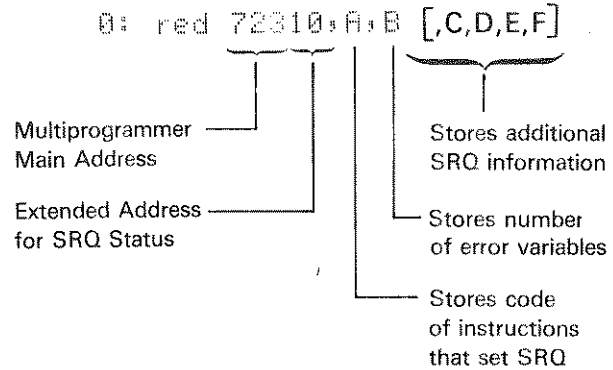 0: red 72310,A,B [,C,D,E,F]
Multiprogrammer
Main Address
Extended Address
for SRQ Status
Stores additional
SRQ information
Stores number
of error variables
Stores code
of instructions
that set SRQ